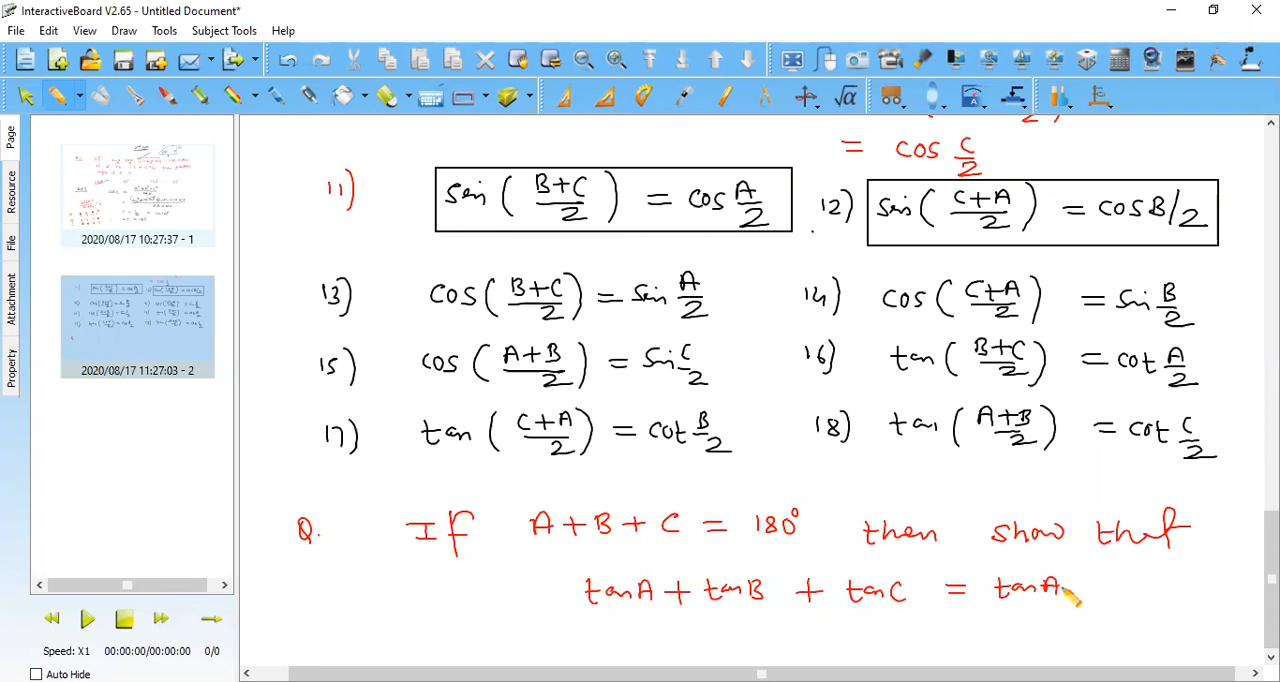 InteractiveBoard V2.65 - Untitled Document*
File Edit View Draw Tools Subject Tools Help
Page
Resource
File
Attachment
Property
2020/08/17 10:27:37 - 1
2020/08/17 11:27:03 - 2
Speed: X1 00:00:00/00:00:00 0/0
Auto Hide
= cos C/2
11) sin (B+C/2) = cos A/2 12) sin (C+A/2) = cos B/2
13) cos (B+C/2) = sin A/2 14) cos (C+A/2) = sin B/2
15) cos (A+B/2) = sin C/2 16) tan (B+C/2) = cot A/2
17) tan (C+A/2) = cot B/2 18) tan (A+B/2) = cot C/2
Q. If A+B+C = 180° then show that
tanA + tanB + tanC = tanA